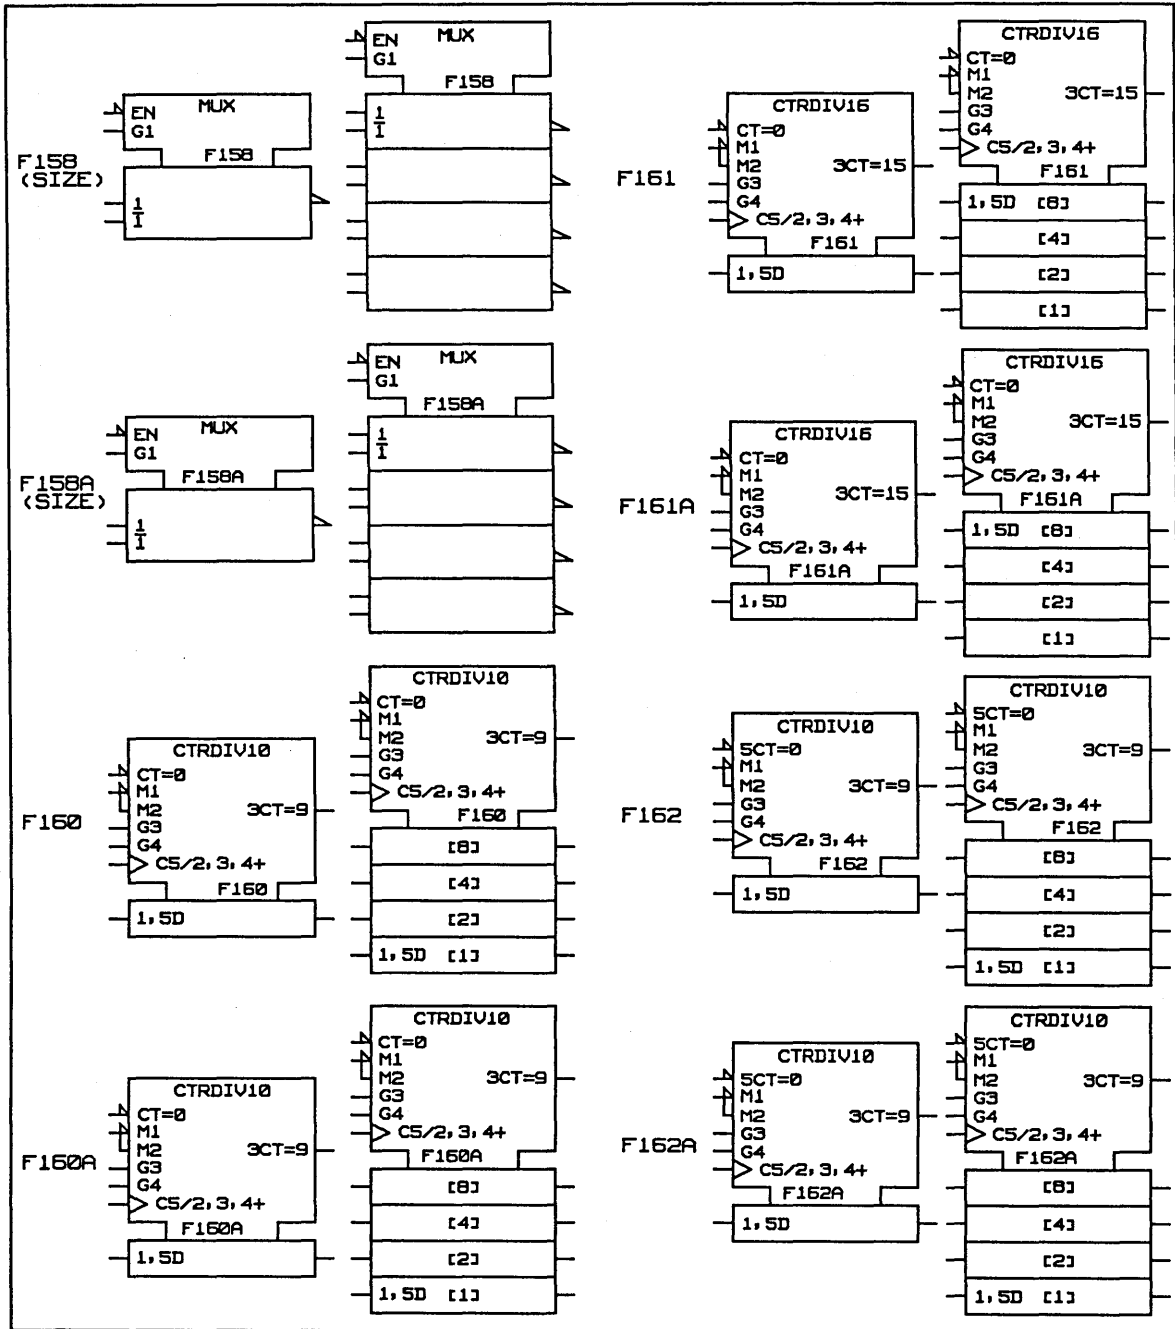 EN MUX
G1
F158
1
1
F158
(SIZE)
EN MUX
G1
F158
1
1
EN MUX
G1
F158A
1
1
F158A
(SIZE)
EN MUX
G1
F158A
1
1
CTRDIV10
CT=0
M1
M2 3CT=9
G3
G4
C5/2,3,4+
F160
1,5D
F160
CTRDIV10
CT=0
M1
M2 3CT=9
G3
G4
C5/2,3,4+
F160
[8]
[4]
[2]
1,5D [1]
CTRDIV10
CT=0
M1
M2 3CT=9
G3
G4
C5/2,3,4+
F160A
1,5D
F160A
CTRDIV10
CT=0
M1
M2 3CT=9
G3
G4
C5/2,3,4+
F160A
[8]
[4]
[2]
1,5D [1]
F161
CTRDIV16
CT=0
M1
M2 3CT=15
G3
G4
C5/2,3,4+
F161
1,5D
CTRDIV16
CT=0
M1
M2 3CT=15
G3
G4
C5/2,3,4+
F161
1,5D [8]
[4]
[2]
[1]
F161A
CTRDIV16
CT=0
M1
M2 3CT=15
G3
G4
C5/2,3,4+
F161A
1,5D
CTRDIV16
CT=0
M1
M2 3CT=15
G3
G4
C5/2,3,4+
F161A
1,5D [8]
[4]
[2]
[1]
F162
CTRDIV10
5CT=0
M1
M2 3CT=9
G3
G4
C5/2,3,4+
F162
1,5D
CTRDIV10
5CT=0
M1
M2 3CT=9
G3
G4
C5/2,3,4+
F162
[8]
[4]
[2]
1,5D [1]
F162A
CTRDIV10
5CT=0
M1
M2 3CT=9
G3
G4
C5/2,3,4+
F162A
1,5D
CTRDIV10
5CT=0
M1
M2 3CT=9
G3
G4
C5/2,3,4+
F162A
[8]
[4]
[2]
1,5D [1]